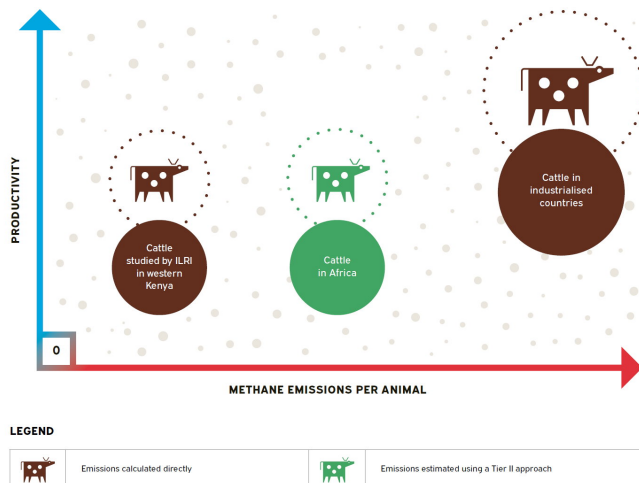 PRODUCTIVITY
Cattle
studied by ILRI
in western
Kenya
Cattle
in Africa
Cattle in
industrialised
countries
0
METHANE EMISSIONS PER ANIMAL
LEGEND
Emissions calculated directly
Emissions estimated using a Tier II approach